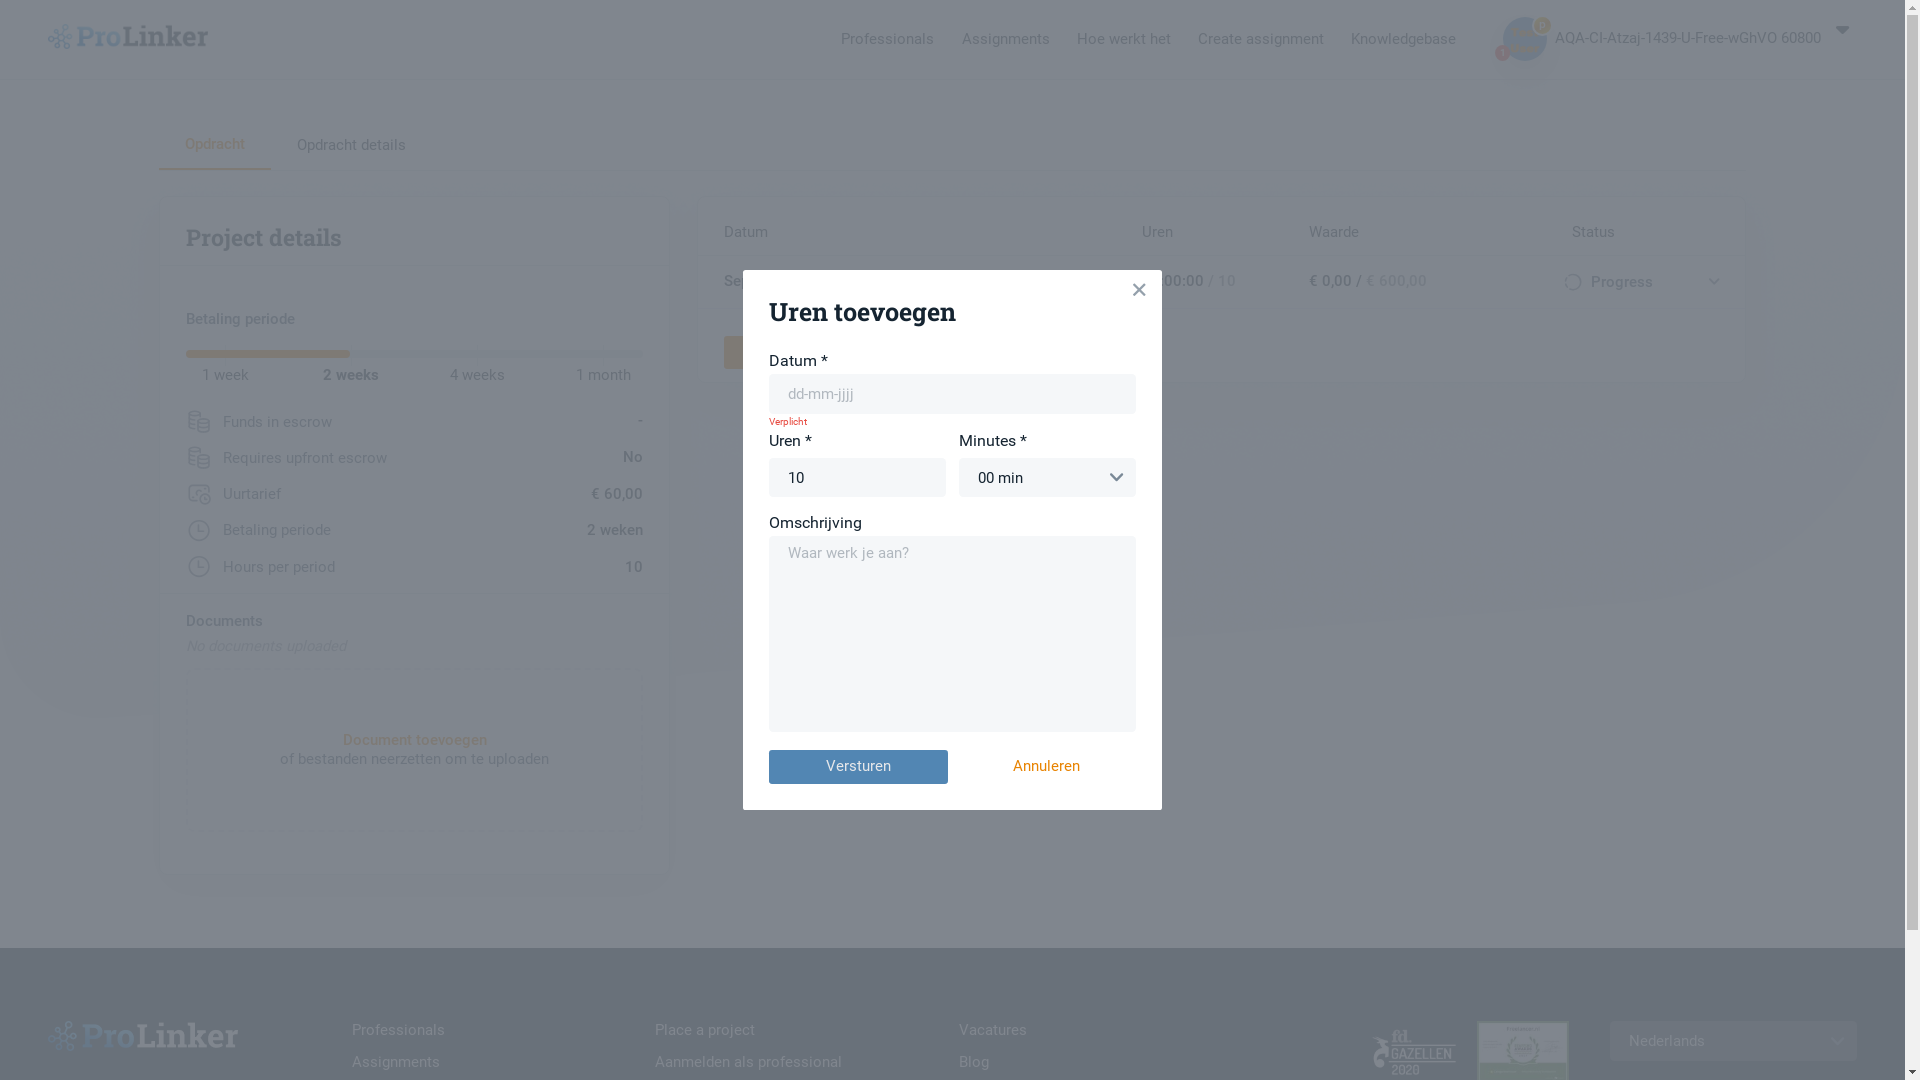 ProLinker
Professionals
Assignments
Hoe werkt het
Create assignment
Knowledgebase
0
1
AQA-CI-Atzaj-1439-U-Free-wGhVO 60800
Opdracht
Opdracht details
Project details
Betaling periode
1 week
2 weeks
4 weeks
1 month
Funds in escrow
-
Requires upfront escrow
No
Uurtarief
€ 60,00
Betaling periode
2 weken
Hours per period
10
Documents
No documents uploaded
Document toevoegen
of bestanden neerzetten om te uploaden
Datum
Uren
Waarde
Status
:00:00 / 10
€ 0,00 / € 600,00
Progress
Uren toevoegen
Datum *
dd-mm-jjjj
Verplicht
Uren *
Minutes *
10
00 min
Omschrijving
Waar werk je aan?
Versturen
Annuleren
ProLinker
Professionals
Assignments
Place a project
Aanmelden als professional
Vacatures
Blog
fd.
GAZELLEN
2020
Nederlands